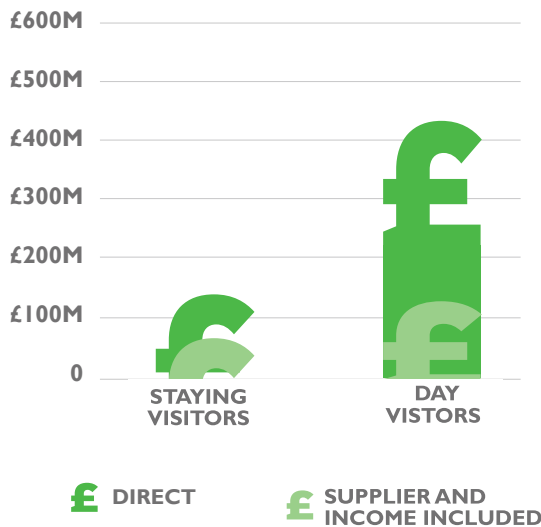 £600M
£500M
£400M
£300M
£200M
£100M
0
STAYING
VISITORS
DAY
VISTORS
£ DIRECT
£ SUPPLIER AND
INCOME INCLUDED